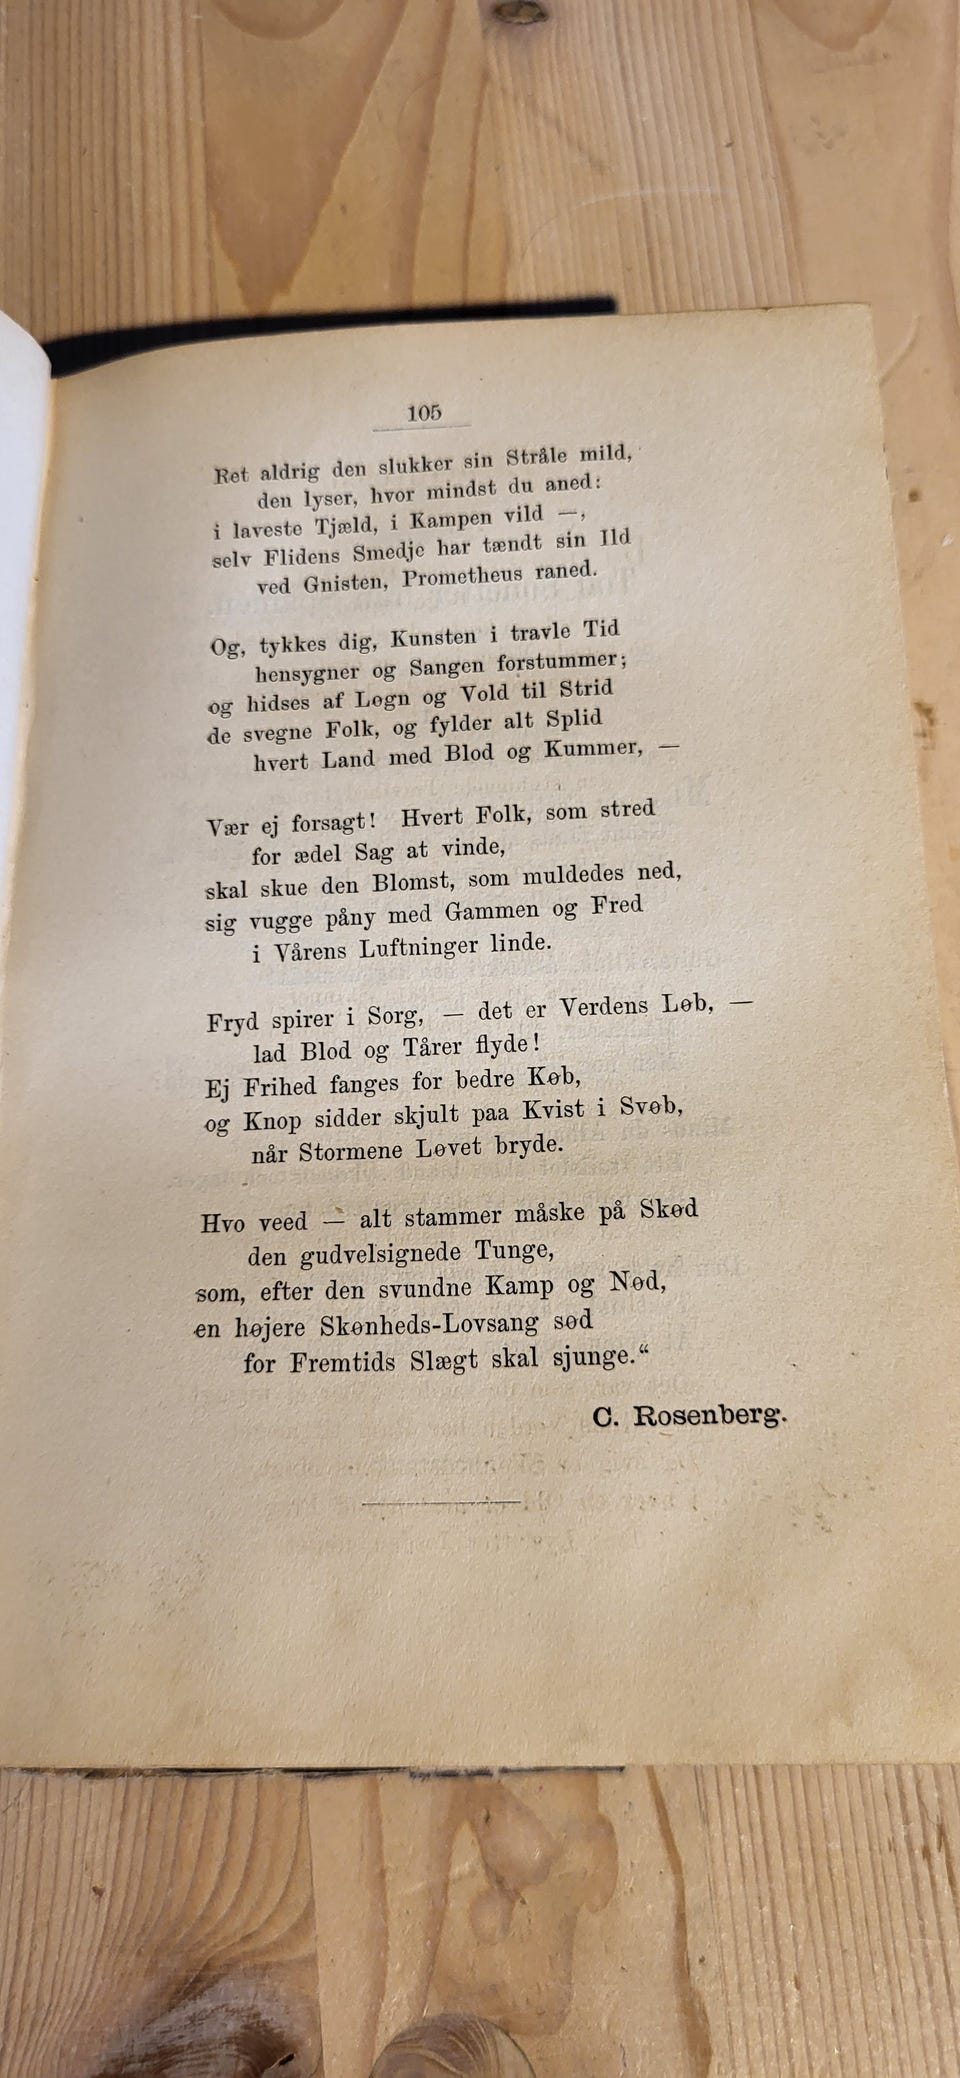 105
Ret aldrig den slukker sin Stråle mild,
den lyser, hvor mindst du aned:
i laveste Tjæld, i Kampen vild —,
selv Flidens Smedje har tændt sin Ild
ved Gnisten, Prometheus raned.
Og, tykkes dig, Kunsten i travle Tid
hensygner og Sangen forstummer;
og hidses af Løgn og Vold til Strid
de svegne Folk, og fylder alt Splid
hvert Land med Blod og Kummer, —
Vær ej forsagt! Hvert Folk, som stred
for ædel Sag at vinde,
skal skue den Blomst, som muldedes ned,
sig vugge påny med Gammen og Fred
i Vårens Luftninger linde.
Fryd spirer i Sorg, — det er Verdens Løb, —
lad Blod og Tårer flyde!
Ej Frihed fanges for bedre Køb,
og Knop sidder skjult paa Kvist i Svøb,
når Stormene Løvet bryde.
Hvo veed — alt stammer måske på Skød
den gudvelsignede Tunge,
som, efter den svundne Kamp og Nød,
en højere Skønheds-Lovsang sød
for Fremtids Slægt skal sjunge.“
C. Rosenberg.